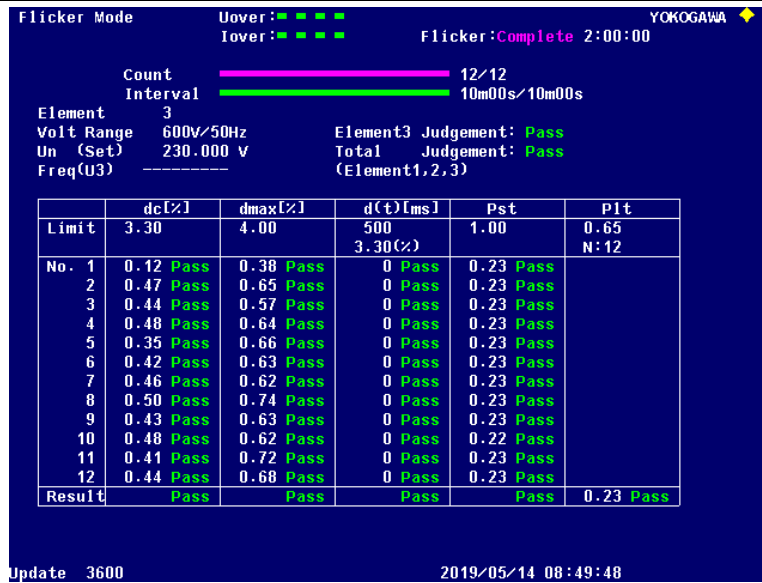 Flicker Mode Uover: YOKOGAWA
Iover: Flicker:Complete 2:00:00
Count 12/12
Interval 10m00s/10m00s
Element 3
Volt Range 600V/50Hz Element3 Judgement: Pass
Un (Set) 230.000 V Total Judgement: Pass
Freq(U3) --------- (Element1,2,3)
dc[%] dmax[%] d(t)[ms] Pst Plt
Limit 3.30 4.00 500 1.00 0.65
3.30(%) N:12
No. 1 0.12 Pass 0.38 Pass 0 Pass 0.23 Pass
2 0.47 Pass 0.65 Pass 0 Pass 0.23 Pass
3 0.44 Pass 0.57 Pass 0 Pass 0.23 Pass
4 0.48 Pass 0.64 Pass 0 Pass 0.23 Pass
5 0.35 Pass 0.66 Pass 0 Pass 0.23 Pass
6 0.42 Pass 0.63 Pass 0 Pass 0.23 Pass
7 0.46 Pass 0.62 Pass 0 Pass 0.23 Pass
8 0.50 Pass 0.74 Pass 0 Pass 0.23 Pass
9 0.43 Pass 0.63 Pass 0 Pass 0.23 Pass
10 0.48 Pass 0.62 Pass 0 Pass 0.22 Pass
11 0.41 Pass 0.72 Pass 0 Pass 0.23 Pass
12 0.44 Pass 0.68 Pass 0 Pass 0.23 Pass
Result Pass Pass Pass Pass 0.23 Pass
Update 3600 2019/05/14 08:49:48